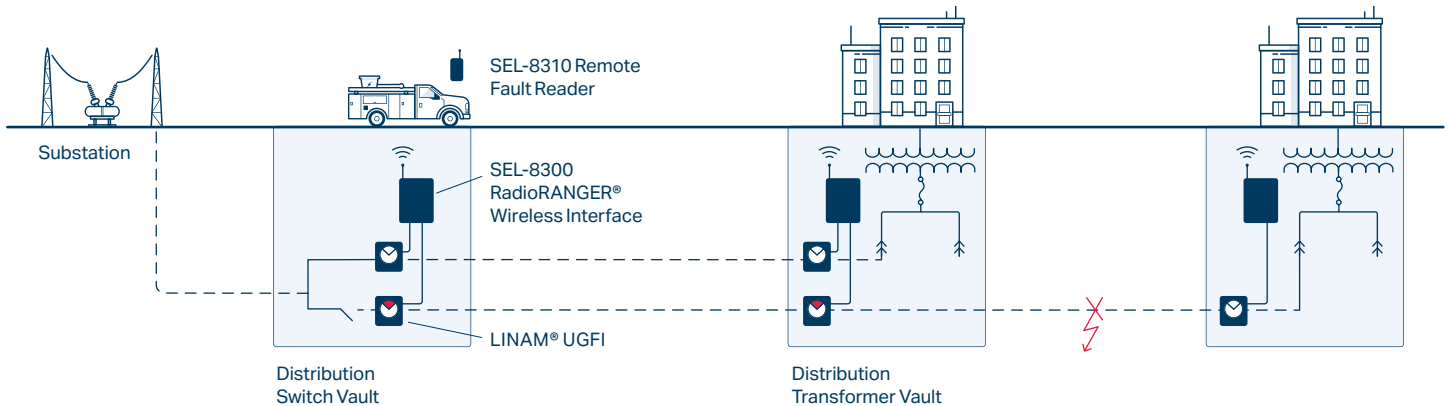 SEL-8310 Remote
Fault Reader
Substation
SEL-8300
RadioRANGER®
Wireless Interface
LINAM® UGFI
Distribution
Switch Vault
Distribution
Transformer Vault